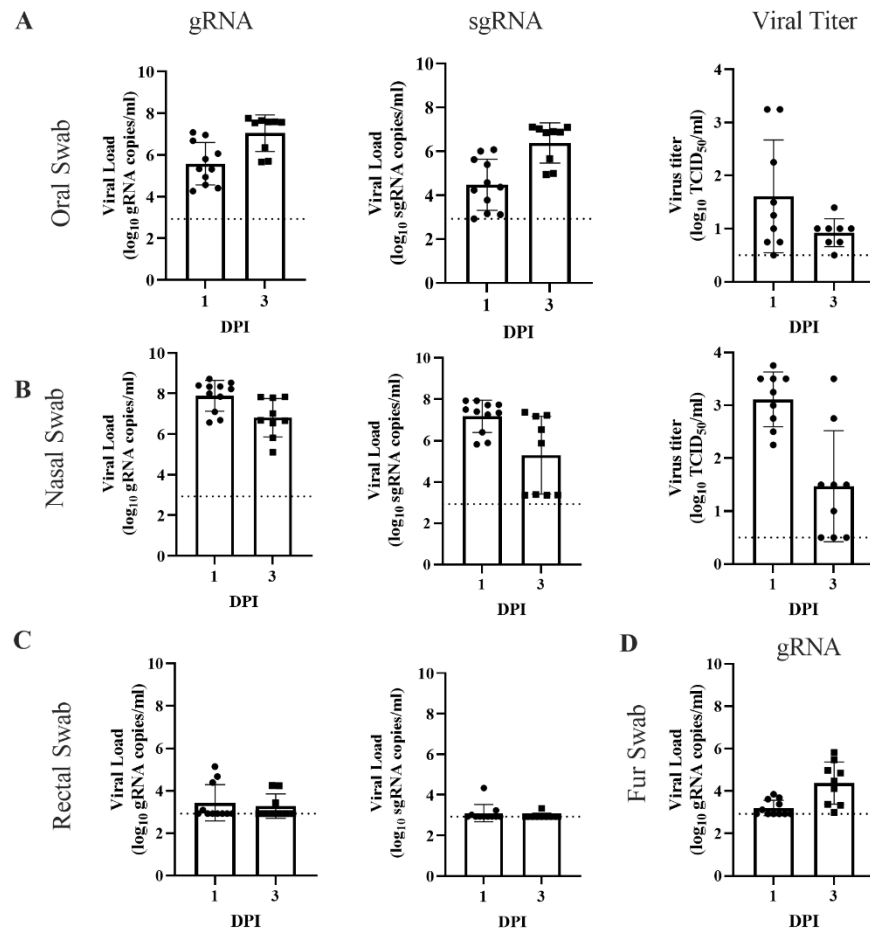 A
gRNA
sgRNA
Viral Titer
Oral Swab
Viral Load
(log10 gRNA copies/ml)
10
8
6
4
2
0
1
3
DPI
Viral Load
(log10 sgRNA copies/ml)
10
8
6
4
2
0
1
3
DPI
Virus titer
(log10 TCID50/ml)
4
3
2
1
0
1
3
DPI
B
Nasal Swab
Viral Load
(log10 gRNA copies/ml)
10
8
6
4
2
0
1
3
DPI
Viral Load
(log10 sgRNA copies/ml)
10
8
6
4
2
0
1
3
DPI
Virus titer
(log10 TCID50/ml)
4
3
2
1
0
1
3
DPI
C
Rectal Swab
Viral Load
(log10 gRNA copies/ml)
10
8
6
4
2
0
1
3
DPI
Viral Load
(log10 sgRNA copies/ml)
10
8
6
4
2
0
1
3
DPI
D
gRNA
Fur Swab
Viral Load
(log10 gRNA copies/ml)
10
8
6
4
2
0
1
3
DPI